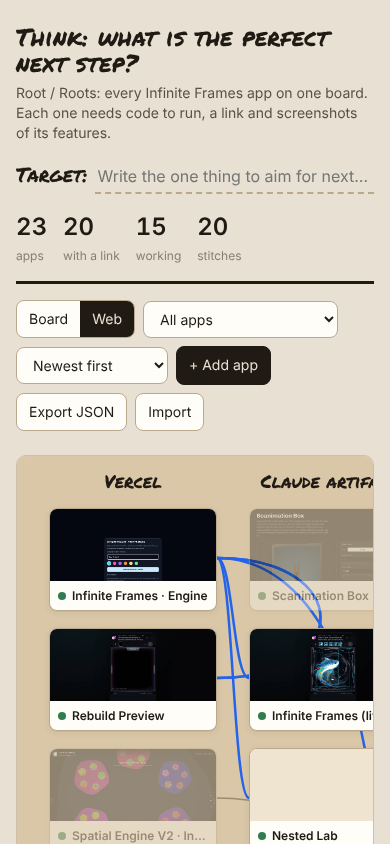 Think: what is the perfect
next step?
Root / Roots: every Infinite Frames app on one board.
Each one needs code to run, a link and screenshots
of its features.
Target: Write the one thing to aim for next...
23 20 15 20
apps with a link working stitches
Board Web All apps
Newest first + Add app
Export JSON Import
Vercel Claude artifa
Scanimation Box
Infinite Frames · Engine Scanimation Box
Rebuild Preview Infinite Frames (li
Spatial Engine V2 · In... Nested Lab